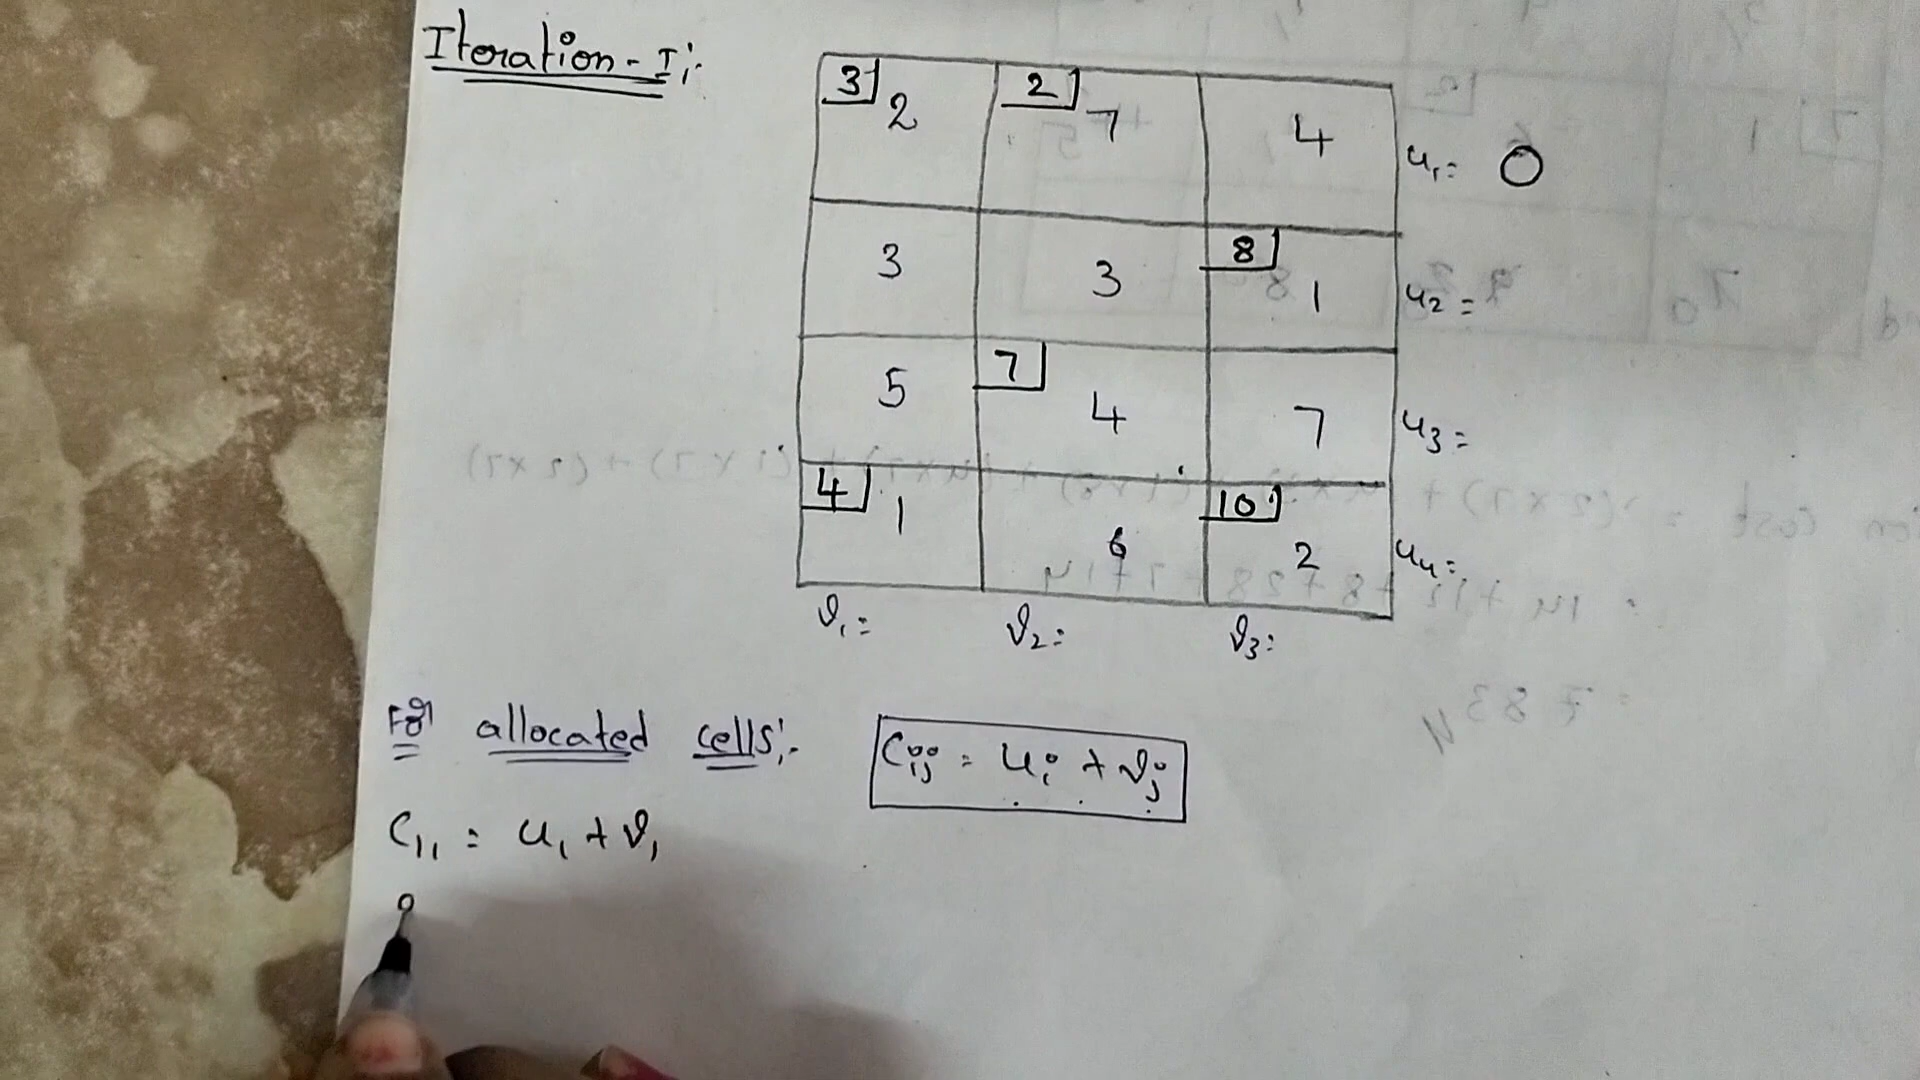 Iteration-I:-
3 2 2 7 4 u₁= 0
3 3 8 1 u₂ =
5 7 4 7 u₃=
4 1 6 10 2 u₄=
v₁= v₂= v₃=
For allocated cells:- Cij = ui + vj
C₁₁ = u₁ + v₁